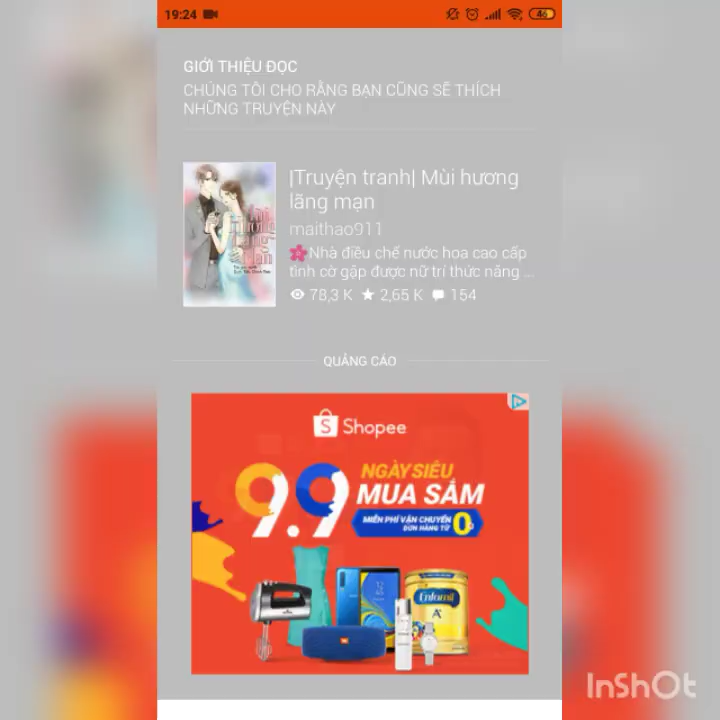 19:24
46
GIỚI THIỆU ĐỌC
CHÚNG TÔI CHO RẰNG BẠN CŨNG SẼ THÍCH
NHỮNG TRUYỆN NÀY
|Truyện tranh| Mùi hương
lãng mạn
maithao911
Nhà điều chế nước hoa cao cấp
tình cờ gặp được nữ trí thức năng ...
78,3 K 2,65 K 154
QUẢNG CÁO
Shopee
9.9 NGÀY SIÊU
MUA SẮM
MIỄN PHÍ VẬN CHUYỂN
ĐƠN HÀNG TỪ 0Đ
Enfamil
A+
InShOt